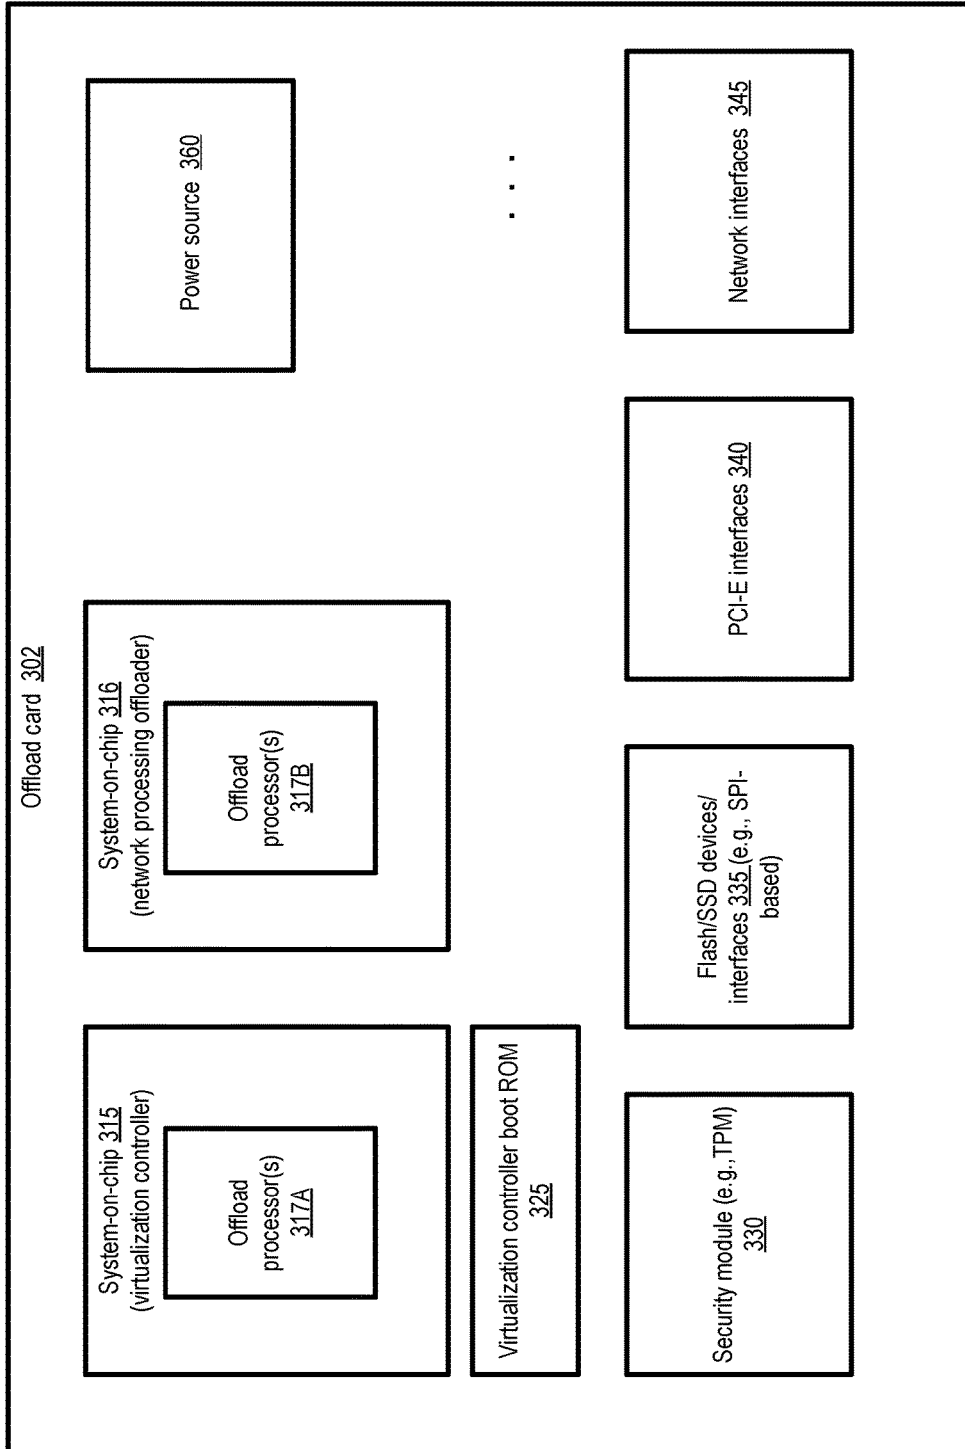 Offload card 302
System-on-chip 315
(virtualization controller)
Offload
processor(s)
317A
System-on-chip 316
(network processing offloader)
Offload
processor(s)
317B
Power source 360
Virtualization controller boot ROM
325
. . .
Security module (e.g.,TPM)
330
Flash/SSD devices/
interfaces 335 (e.g., SPI-
based)
PCI-E interfaces 340
Network interfaces 345